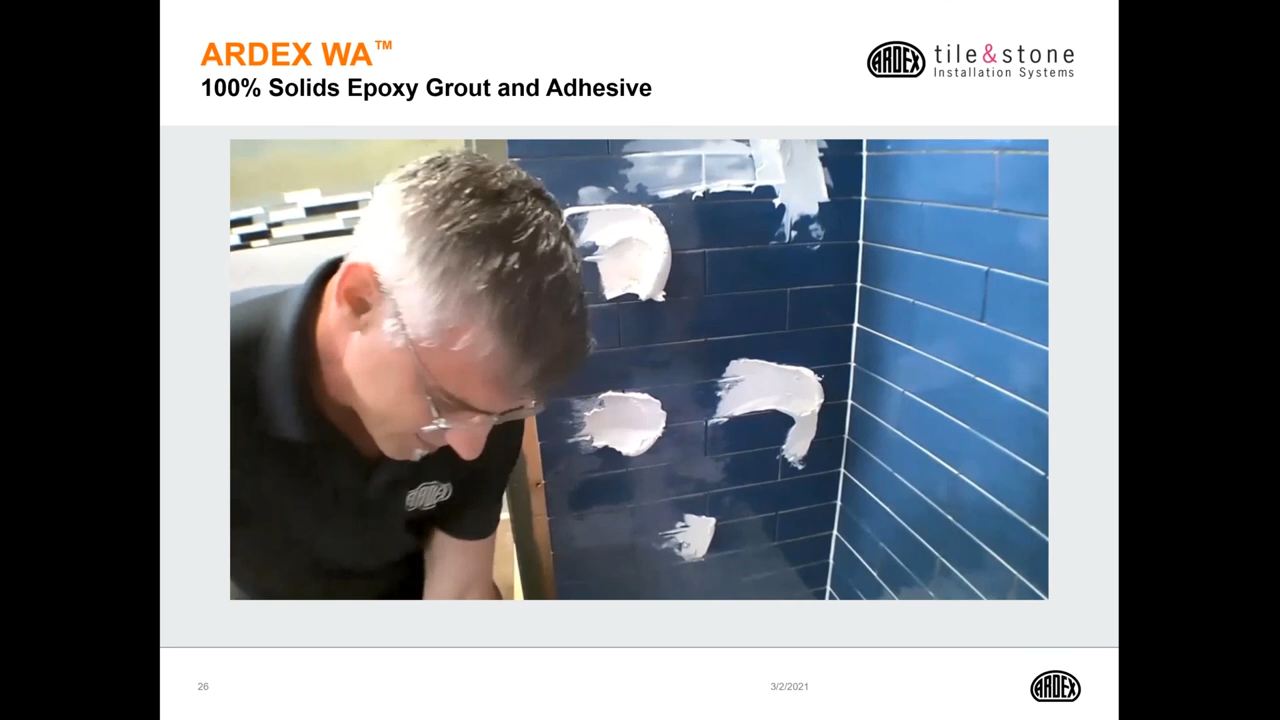 ARDEX WA™
100% Solids Epoxy Grout and Adhesive
ARDEX
tile&stone
Installation Systems
26
3/2/2021
ARDEX